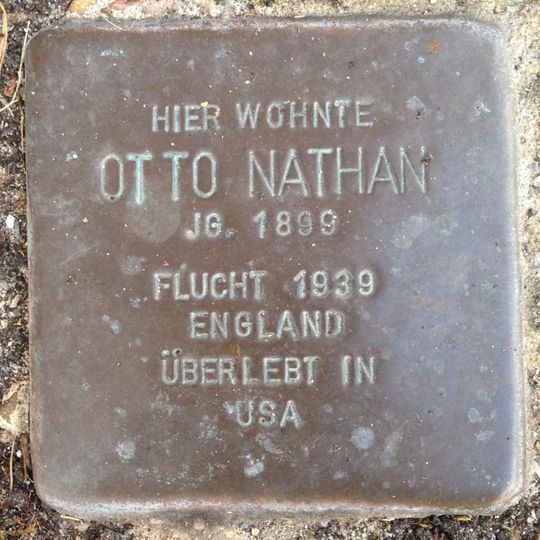 HIER WOHNTE
OTTO NATHAN
JG. 1899
FLUCHT 1939
ENGLAND
ÜBERLEBT IN
USA